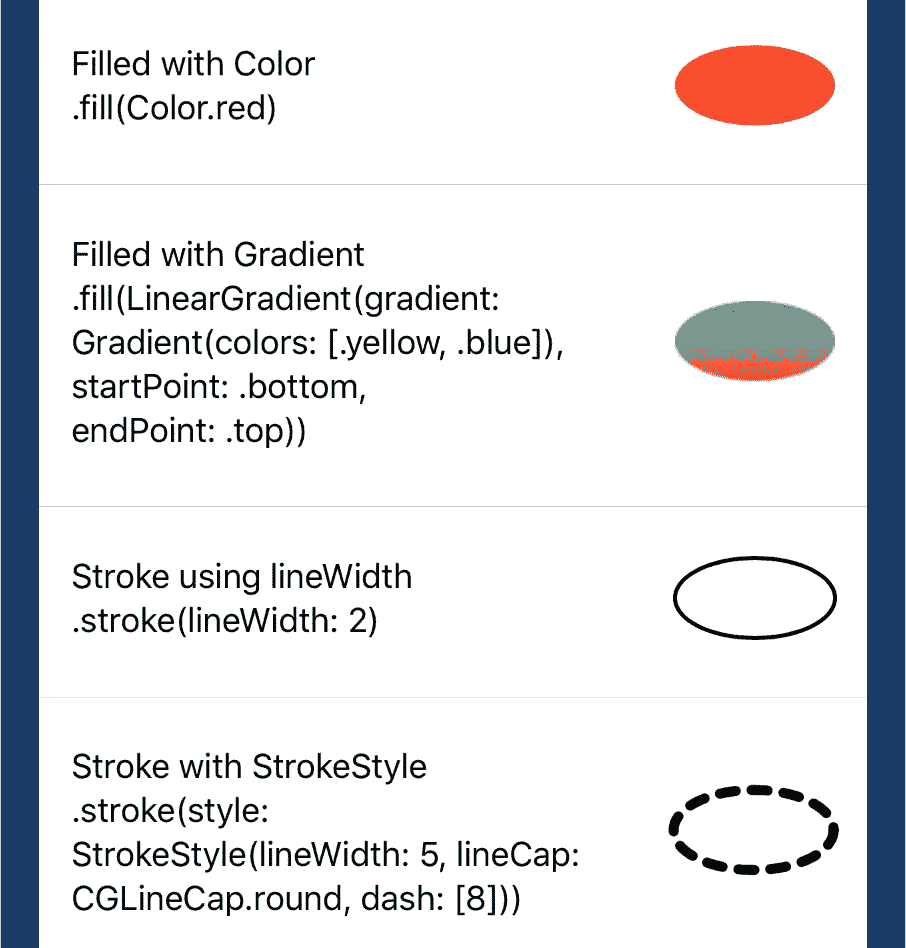 Filled with Color
.fill(Color.red)
Filled with Gradient
.fill(LinearGradient(gradient:
Gradient(colors: [.yellow, .blue]),
startPoint: .bottom,
endPoint: .top))
Stroke using lineWidth
.stroke(lineWidth: 2)
Stroke with StrokeStyle
.stroke(style:
StrokeStyle(lineWidth: 5, lineCap:
CGLineCap.round, dash: [8]))